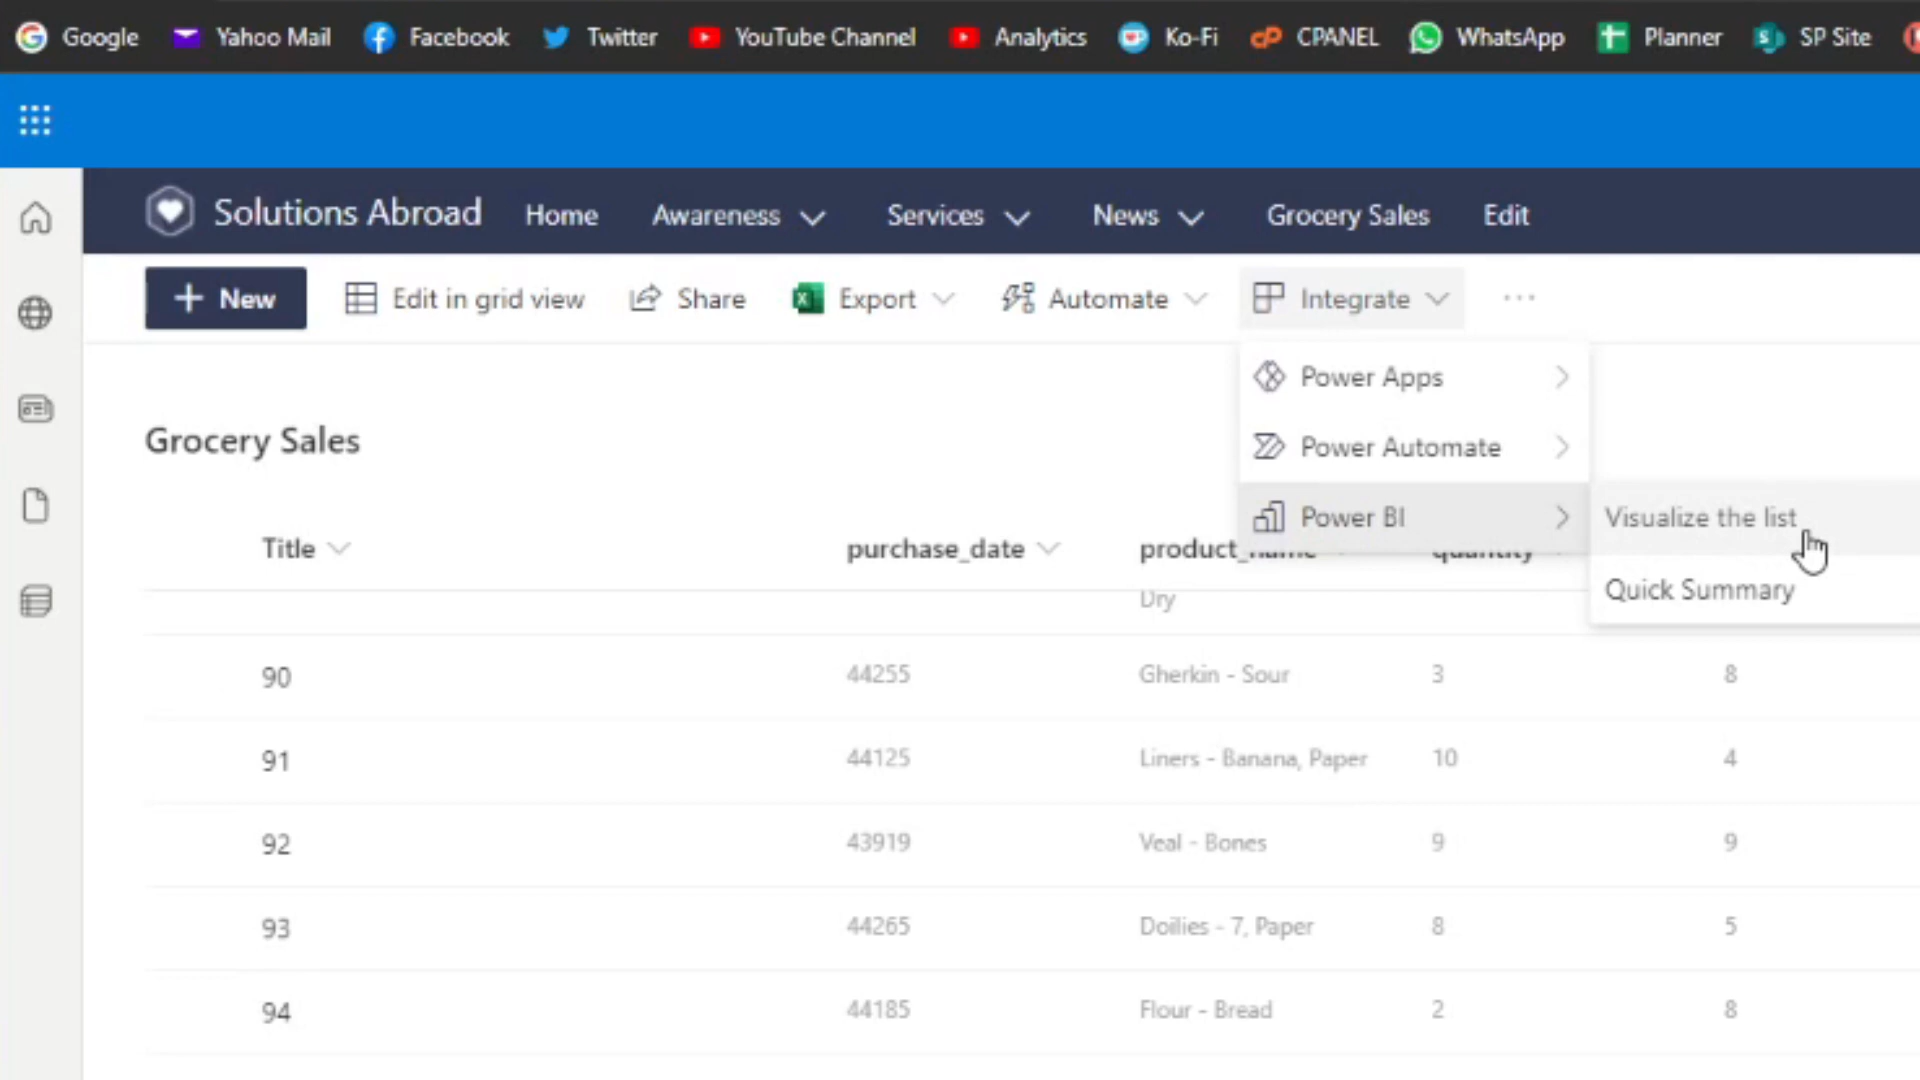 Google Yahoo Mail Facebook Twitter YouTube Channel Analytics Ko-Fi CPANEL WhatsApp Planner SP Site
Solutions Abroad Home Awareness Services News Grocery Sales Edit
+ New Edit in grid view Share Export Automate Integrate ...
Power Apps
Grocery Sales
Power Automate
Power BI Visualize the list
Title purchase_date product_name quantity
Quick Summary
Dry
90 44255 Gherkin - Sour 3 8
91 44125 Liners - Banana, Paper 10 4
92 43919 Veal - Bones 9 9
93 44265 Doilies - 7, Paper 8 5
94 44185 Flour - Bread 2 8